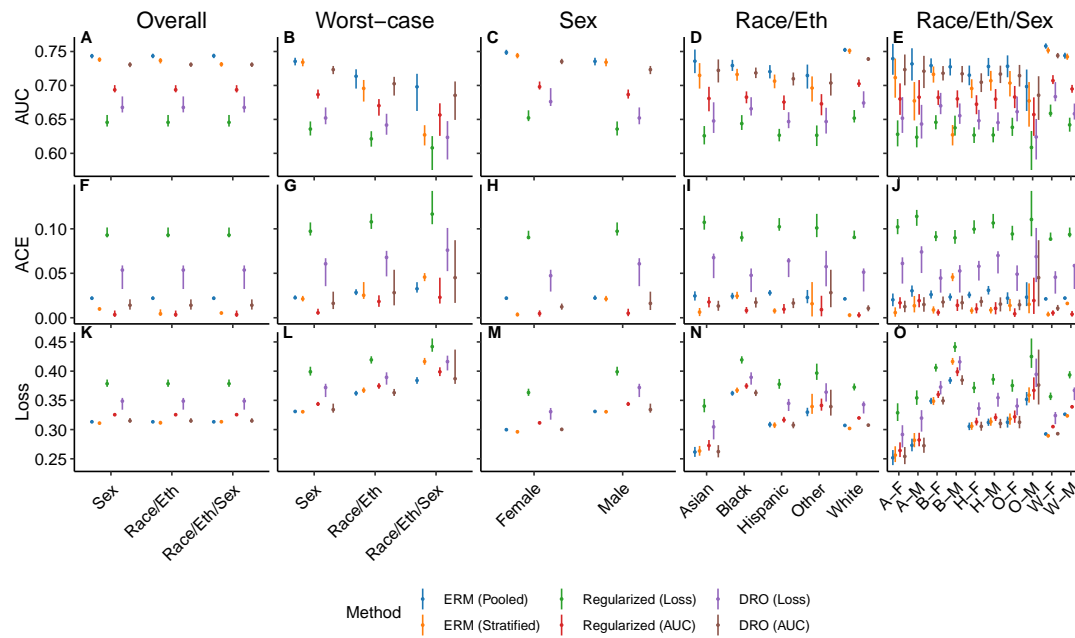 Overall
Worst−case
Sex
Race/Eth
Race/Eth/Sex
A
B
C
D
E
AUC
0.75
0.70
0.65
0.60
F
G
H
I
J
ACE
0.10
0.05
0.00
K
L
M
N
O
Loss
0.45
0.40
0.35
0.30
0.25
Sex
Race/Eth
Race/Eth/Sex
Sex
Race/Eth
Race/Eth/Sex
Female
Male
Asian
Black
Hispanic
Other
White
A−F
A−M
B−F
B−M
H−F
H−M
O−F
O−M
W−F
W−M
Method
ERM (Pooled)
Regularized (Loss)
DRO (Loss)
ERM (Stratified)
Regularized (AUC)
DRO (AUC)